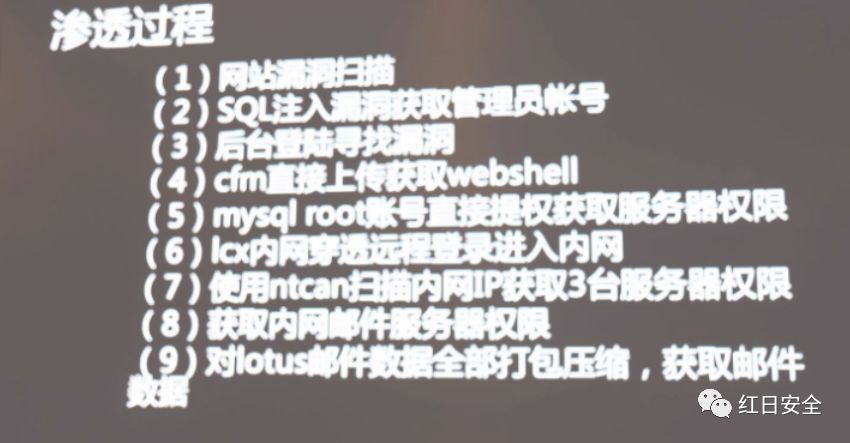 渗透过程
（1）网站漏洞扫描
（2）SQL注入漏洞获取管理员帐号
（3）后台登陆寻找漏洞
（4）cfm直接上传获取webshell
（5）mysql root账号直接提权获取服务器权限
（6）lcx内网穿透远程登录进入内网
（7）使用ntcan扫描内网IP获取3台服务器权限
（8）获取内网邮件服务器权限
（9）对lotus邮件数据全部打包压缩，获取邮件
数据
红日安全